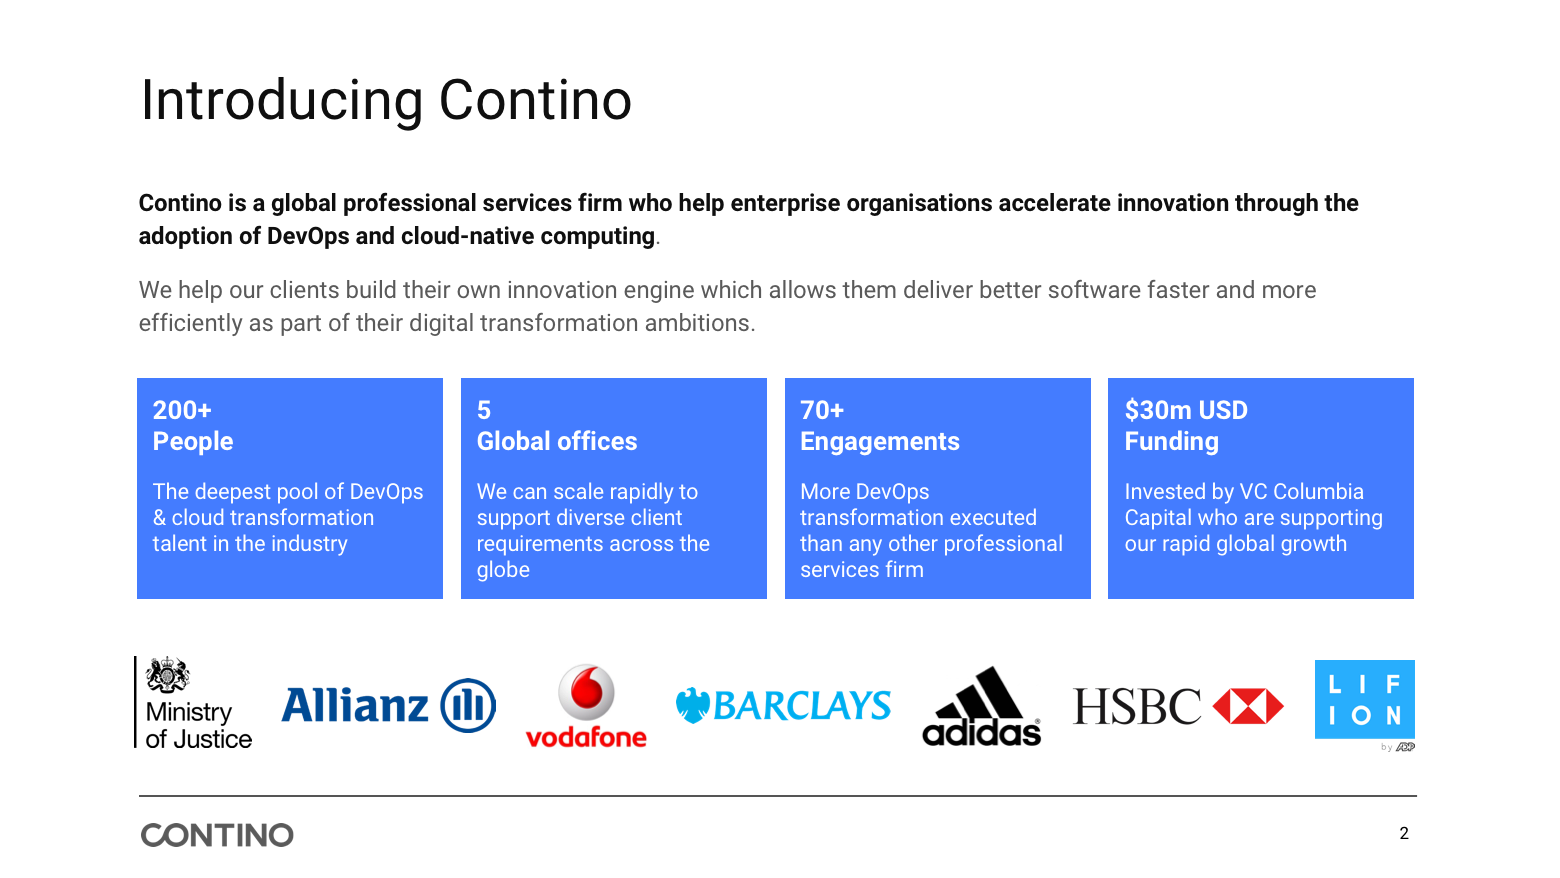 Introducing Contino
Contino is a global professional services firm who help enterprise organisations accelerate innovation through the
adoption of DevOps and cloud-native computing.
We help our clients build their own innovation engine which allows them deliver better software faster and more
efficiently as part of their digital transformation ambitions.
200+
People
The deepest pool of DevOps
& cloud transformation
talent in the industry
5
Global offices
We can scale rapidly to
support diverse client
requirements across the
globe
70+
Engagements
More DevOps
transformation executed
than any other professional
services firm
$30m USD
Funding
Invested by VC Columbia
Capital who are supporting
our rapid global growth
Ministry
of Justice
Allianz
vodafone
BARCLAYS
adidas®
HSBC
LIF
ION
by ADP
CONTINO
2